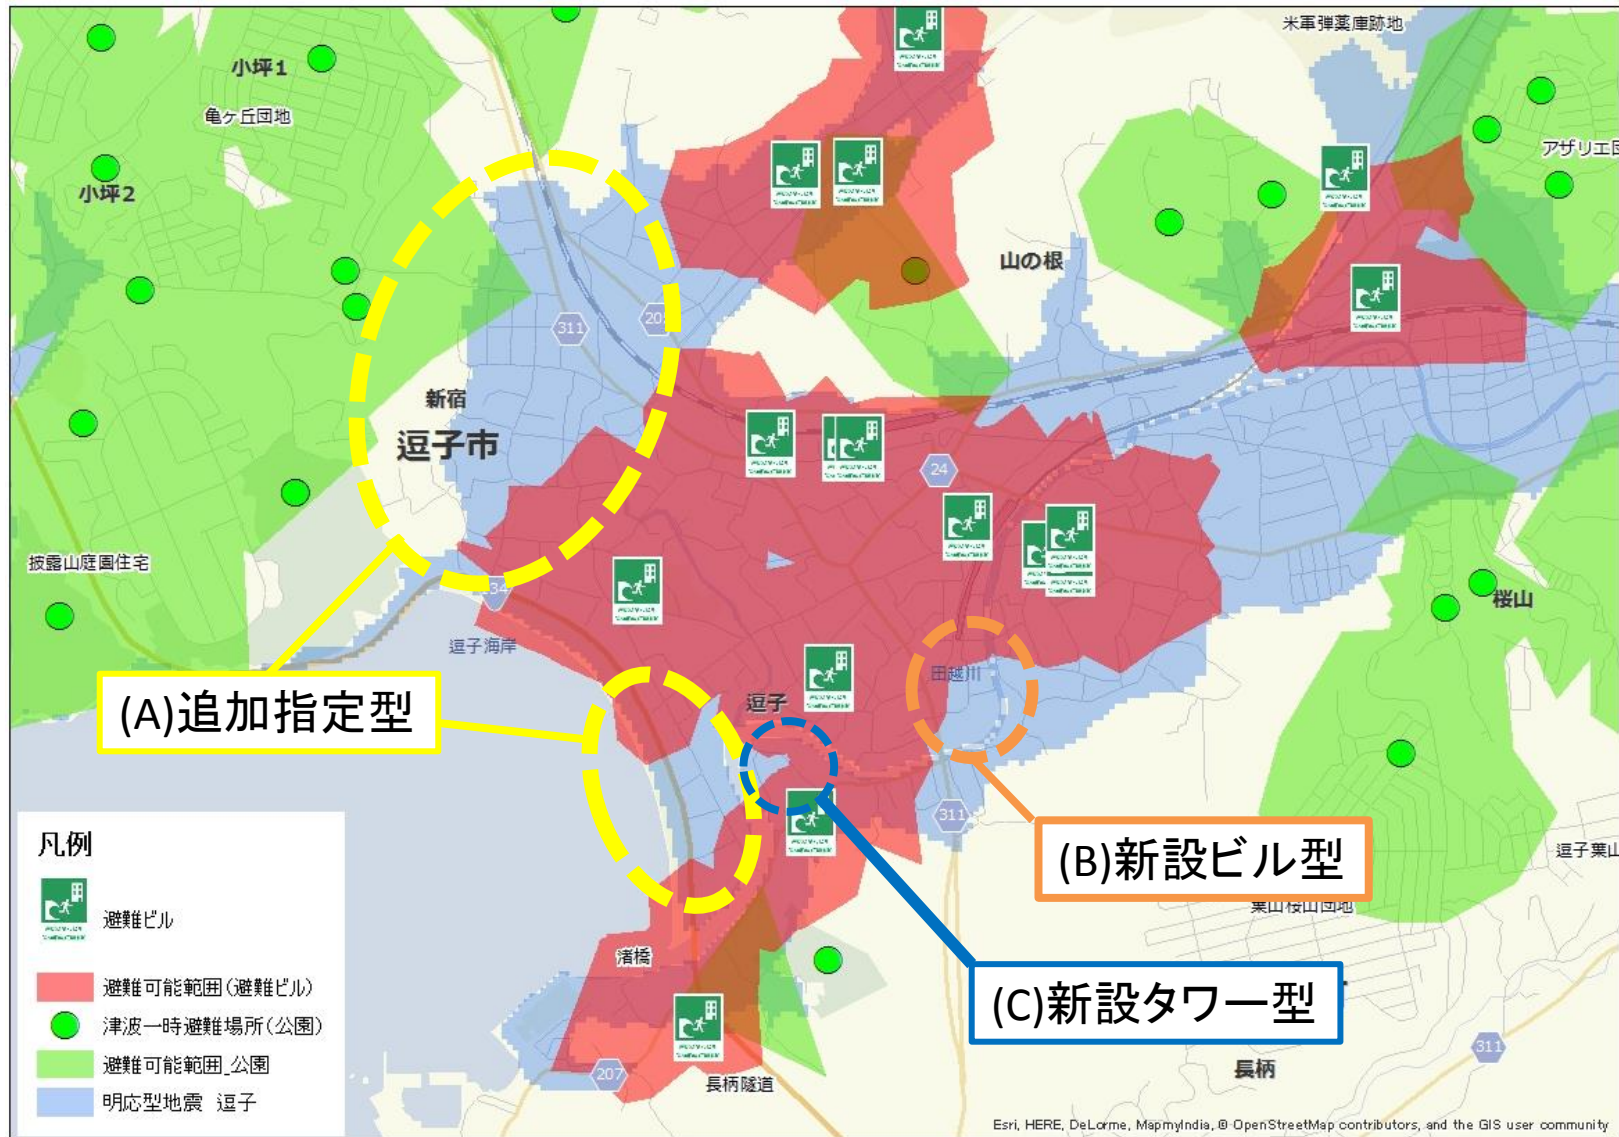 米軍弾薬庫跡地
小坪1
亀ヶ丘団地
アザリエ団
小坪2
山の根
311
205
新宿
逗子市
24
披露山庭園住宅
134
桜山
逗子海岸
田越川
(A)追加指定型
逗子
311
(B)新設ビル型
逗子葉山
葉山桜山団地
凡例
避難ビル
渚橋
(C)新設タワー型
避難可能範囲(避難ビル)
津波一時避難場所(公園)
避難可能範囲_公園
明応型地震 逗子
207
長柄隧道
長柄
311
Esri, HERE, DeLorme, MapmyIndia, © OpenStreetMap contributors, and the GIS user community